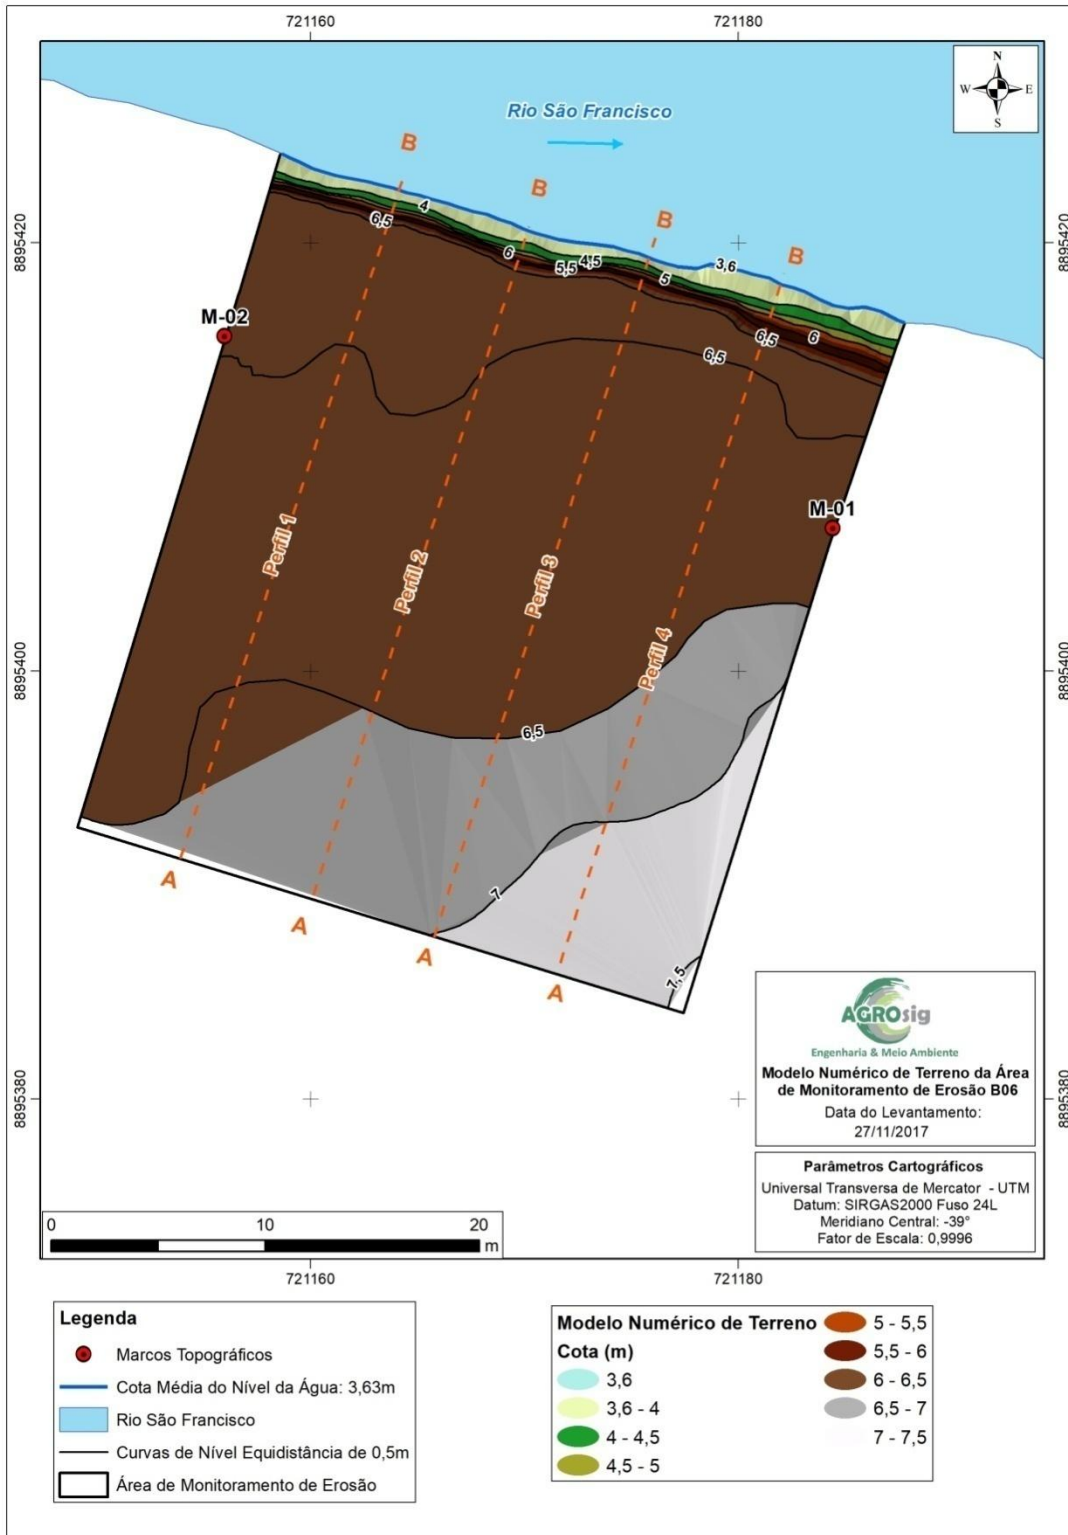 721160
721180
N
W
E
S
Rio São Francisco
B
B
B
B
8895420
8895420
4
6,5
6
5,5
4,5
5
3,6
6,5
6
6,5
M-02
M-01
Perfil 1
Perfil 2
Perfil 3
Perfil 4
8895400
8895400
6,5
7
7,5
A
A
A
A
AGROsig
Engenharia & Meio Ambiente
Modelo Numérico de Terreno da Área
de Monitoramento de Erosão B06
Data do Levantamento:
27/11/2017
8895380
8895380
Parâmetros Cartográficos
Universal Transversa de Mercator - UTM
Datum: SIRGAS2000 Fuso 24L
Meridiano Central: -39°
Fator de Escala: 0,9996
0 10 20
m
721160
721180
Legenda
Marcos Topográficos
Cota Média do Nível da Água: 3,63m
Rio São Francisco
Curvas de Nível Equidistância de 0,5m
Área de Monitoramento de Erosão
Modelo Numérico de Terreno
Cota (m)
3,6
3,6 - 4
4 - 4,5
4,5 - 5
5 - 5,5
5,5 - 6
6 - 6,5
6,5 - 7
7 - 7,5